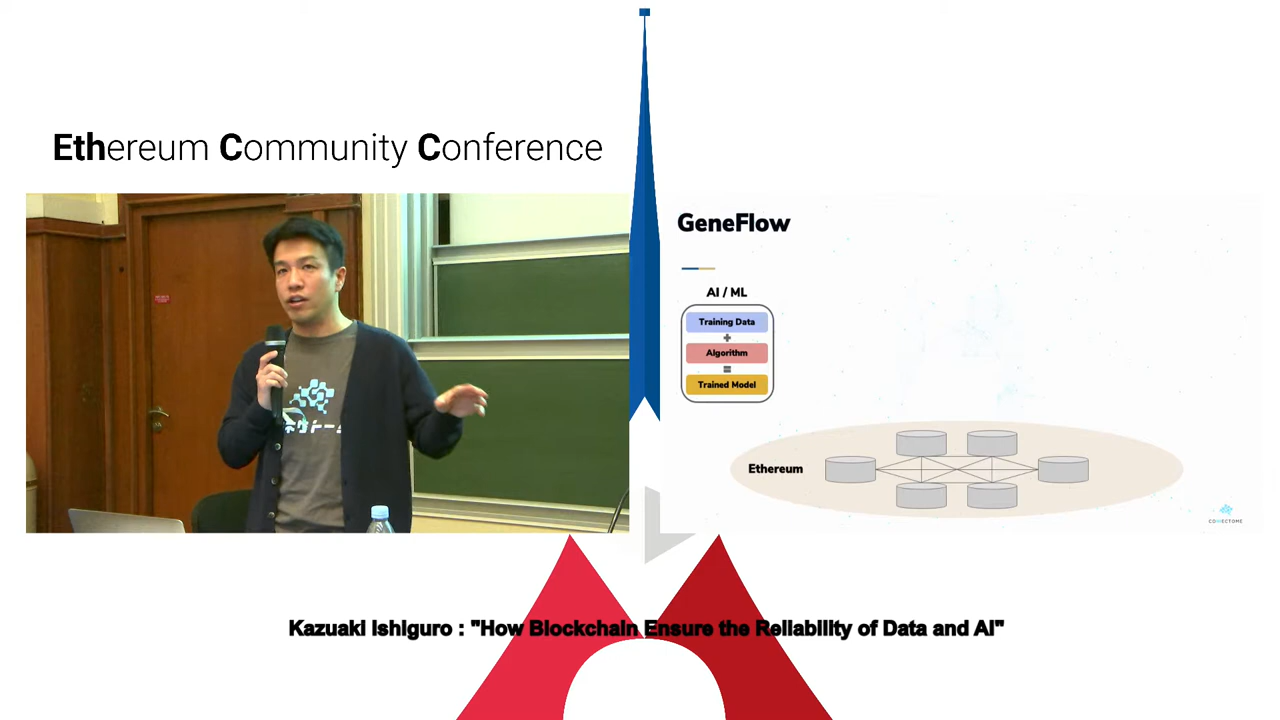 Ethereum Community Conference
GeneFlow
AI / ML
Training Data
+
Algorithm
=
Trained Model
Ethereum
CONNECTOME
Kazuaki Ishiguro : "How Blockchain Ensure the Reliability of Data and AI"